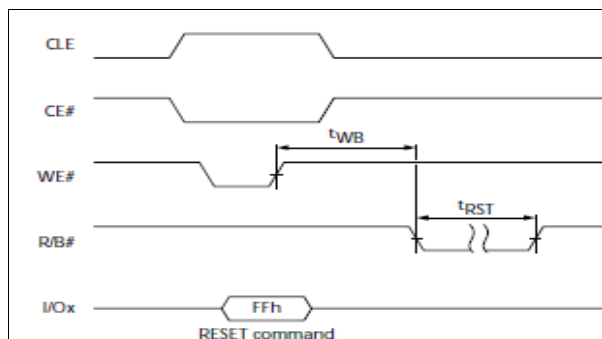 CLE
CE#
tWB
WE#
tRST
R/B#
I/Ox
FFh
RESET command